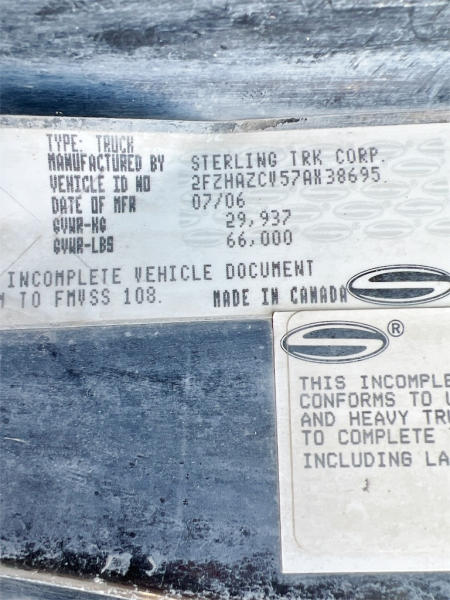 TYPE: TRUCK
MANUFACTURED BY STERLING TRK CORP.
VEHICLE ID NO 2FZHAZCV57AX38695
DATE OF MFR 07/06
GVWR-KG 29,937
GVWR-LBS 66,000
INCOMPLETE VEHICLE DOCUMENT
TO FMVSS 108. MADE IN CANADA
®
THIS INCOMPLE
CONFORMS TO
AND HEAVY TRU
TO COMPLETE
INCLUDING LA